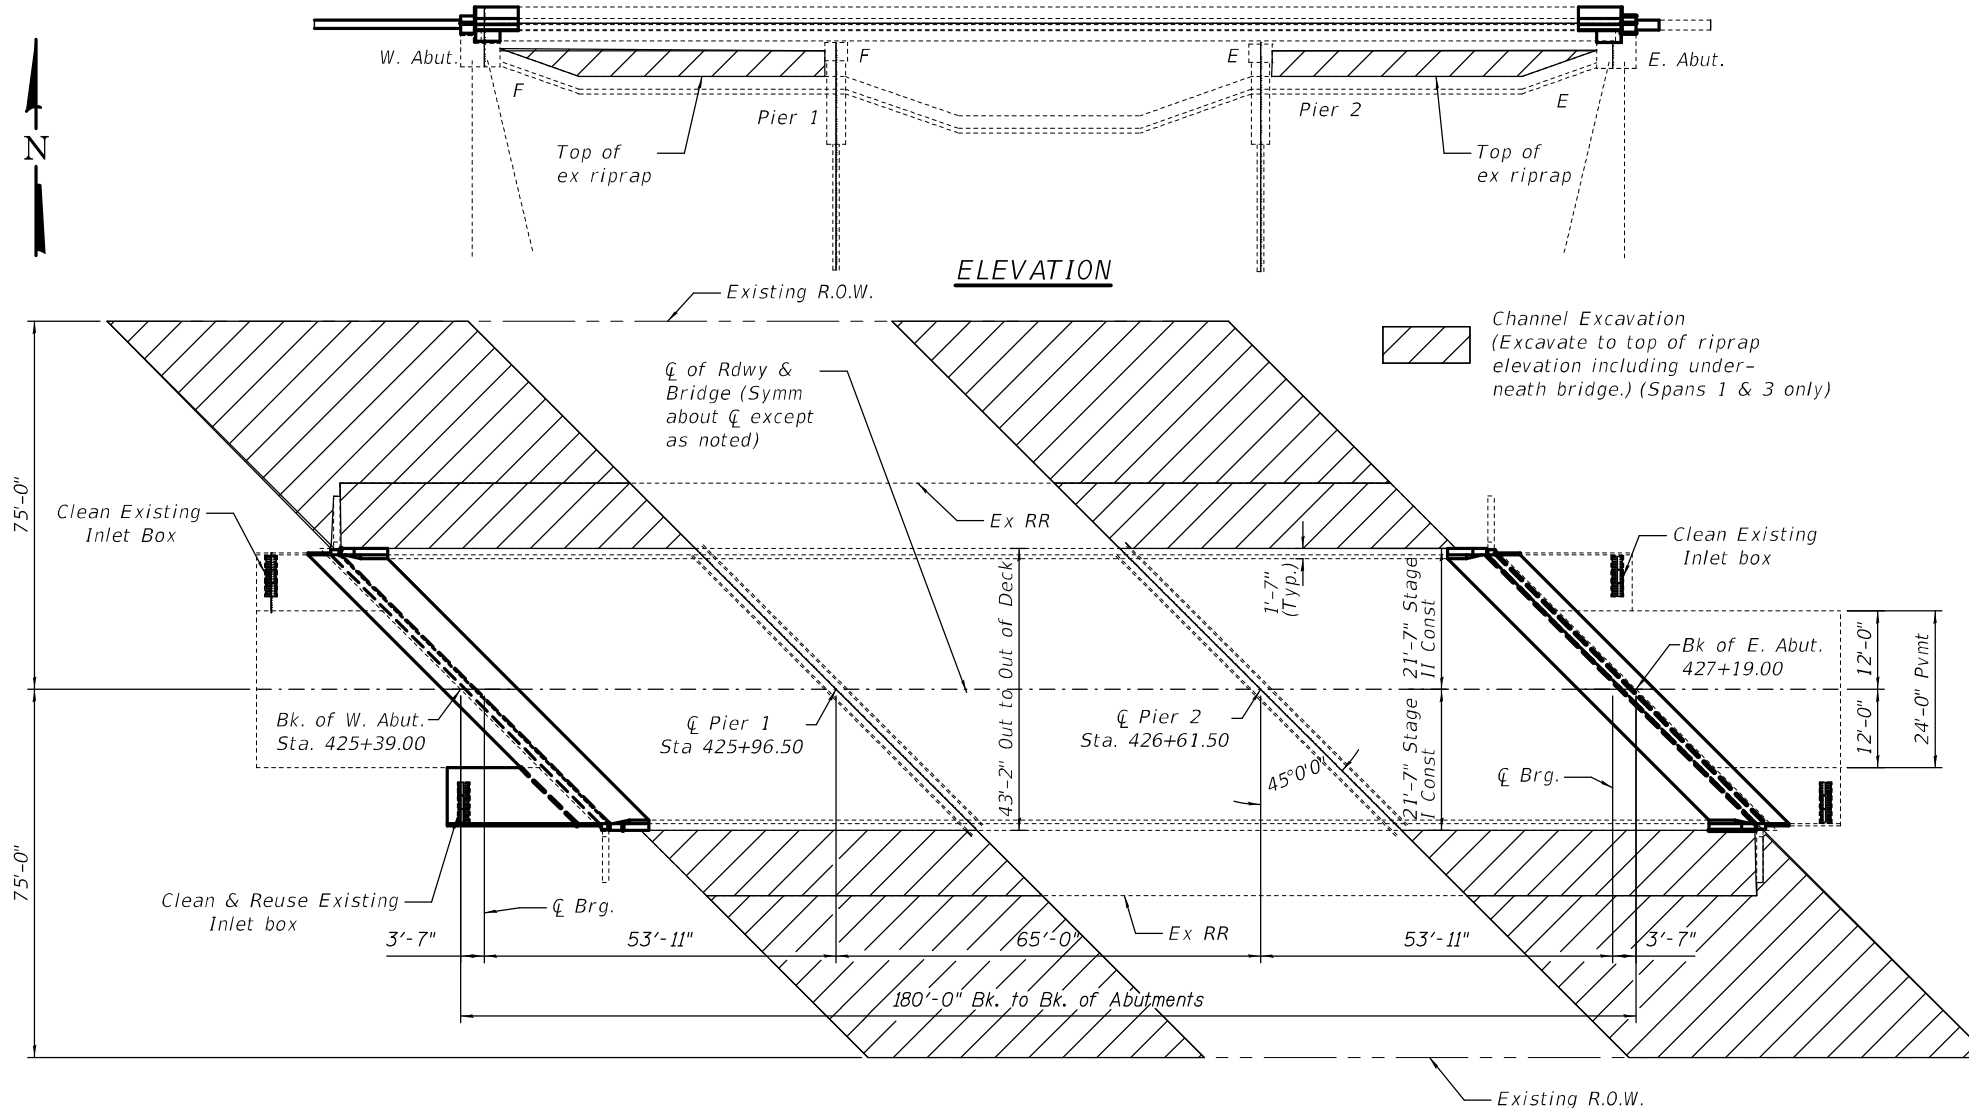 W. Abut.
F
F
E
E. Abut.
N
Pier 1
Pier 2
E
Top of
ex riprap
Top of
ex riprap
ELEVATION
Existing R.O.W.
Channel Excavation
(Excavate to top of riprap
elevation including under-
neath bridge.) (Spans 1 & 3 only)
℄ of Rdwy &
Bridge (Symm
about ℄ except
as noted)
75'-0"
Clean Existing
Inlet Box
Ex RR
Clean Existing
Inlet box
1'-7"
(Typ.)
43'-2" Out to Out of Deck
21'-7" Stage
II Const
21'-7" Stage
I Const
Bk of E. Abut.
427+19.00
12'-0"
12'-0"
24'-0" Pvmt
Bk. of W. Abut.
Sta. 425+39.00
℄ Pier 1
Sta 425+96.50
℄ Pier 2
Sta. 426+61.50
45°0'0"
℄ Brg.
75'-0"
Clean & Reuse Existing
Inlet box
℄ Brg.
Ex RR
3'-7"
53'-11"
65'-0"
53'-11"
3'-7"
180'-0" Bk. to Bk. of Abutments
Existing R.O.W.